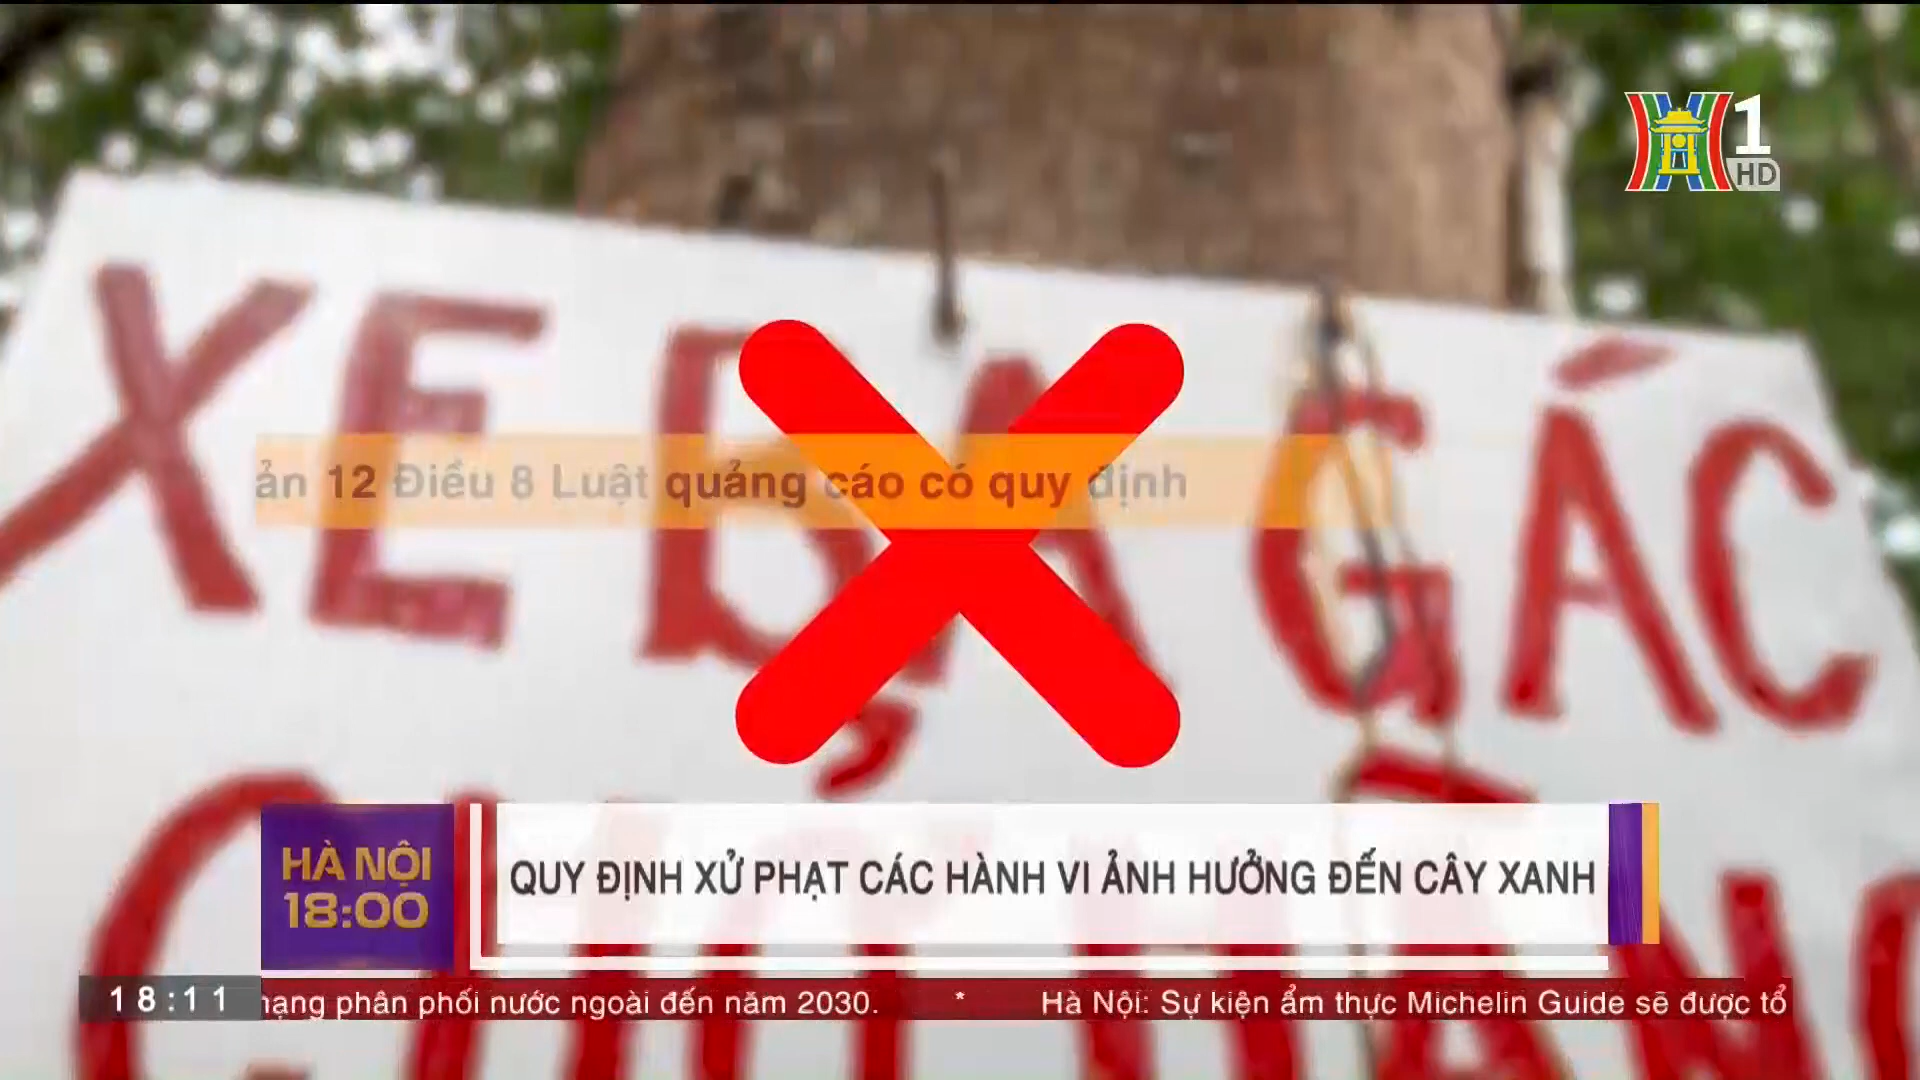 1
HD
XE BA GÁC
ản 12 Điều 8 Luật quảng cáo có quy định
HÀ NỘI
18:00
QUY ĐỊNH XỬ PHẠT CÁC HÀNH VI ẢNH HƯỞNG ĐẾN CÂY XANH
18:11
ạng phân phối nước ngoài đến năm 2030. * Hà Nội: Sự kiện ẩm thực Michelin Guide sẽ được tổ